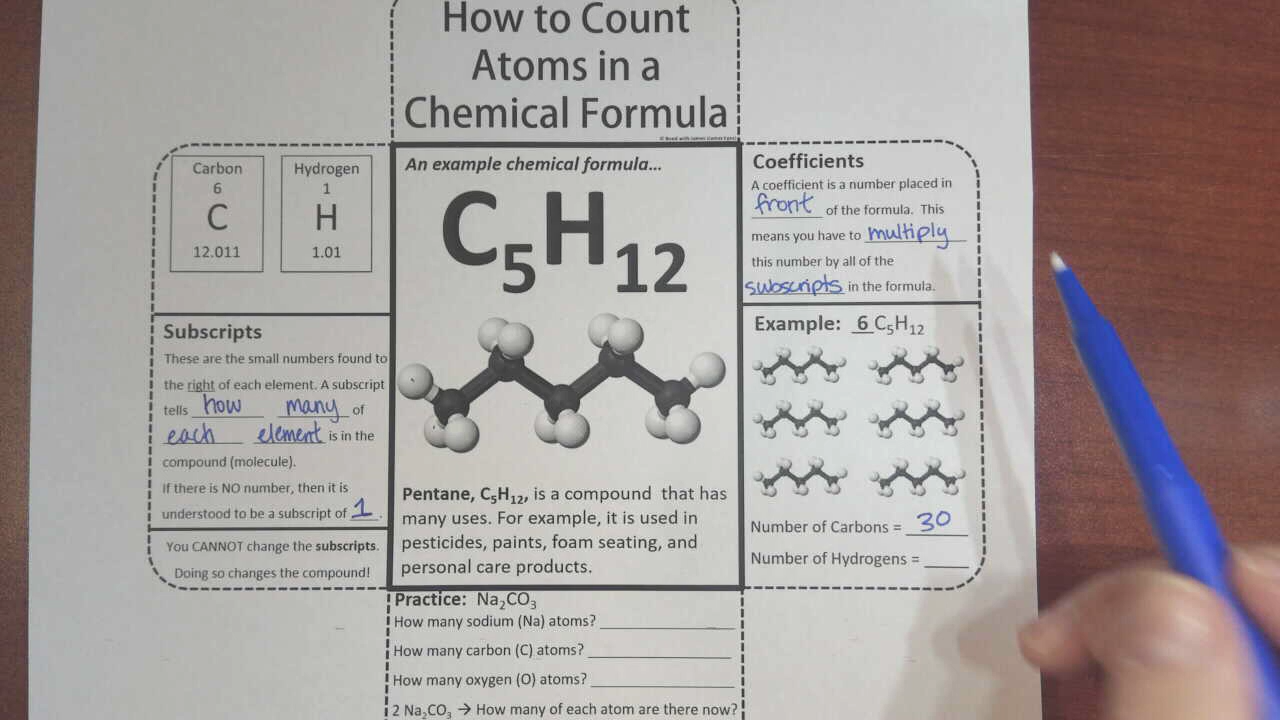 How to Count
Atoms in a
Chemical Formula
Carbon
6
C
12.011
Hydrogen
1
H
1.01
Subscripts
These are the small numbers found to
the right of each element. A subscript
tells how many of
each element is in the
compound (molecule).
If there is NO number, then it is
understood to be a subscript of 1.
You CANNOT change the subscripts.
Doing so changes the compound!
An example chemical formula...
C₅H₁₂
Pentane, C₅H₁₂, is a compound that has
many uses. For example, it is used in
pesticides, paints, foam seating, and
personal care products.
Coefficients
A coefficient is a number placed in
front of the formula. This
means you have to multiply
this number by all of the
subscripts in the formula.
Example: 6 C₅H₁₂
Number of Carbons = 30
Number of Hydrogens = ____
Practice: Na₂CO₃
How many sodium (Na) atoms? ____
How many carbon (C) atoms? ____
How many oxygen (O) atoms? ____
2 Na₂CO₃ → How many of each atom are there now?